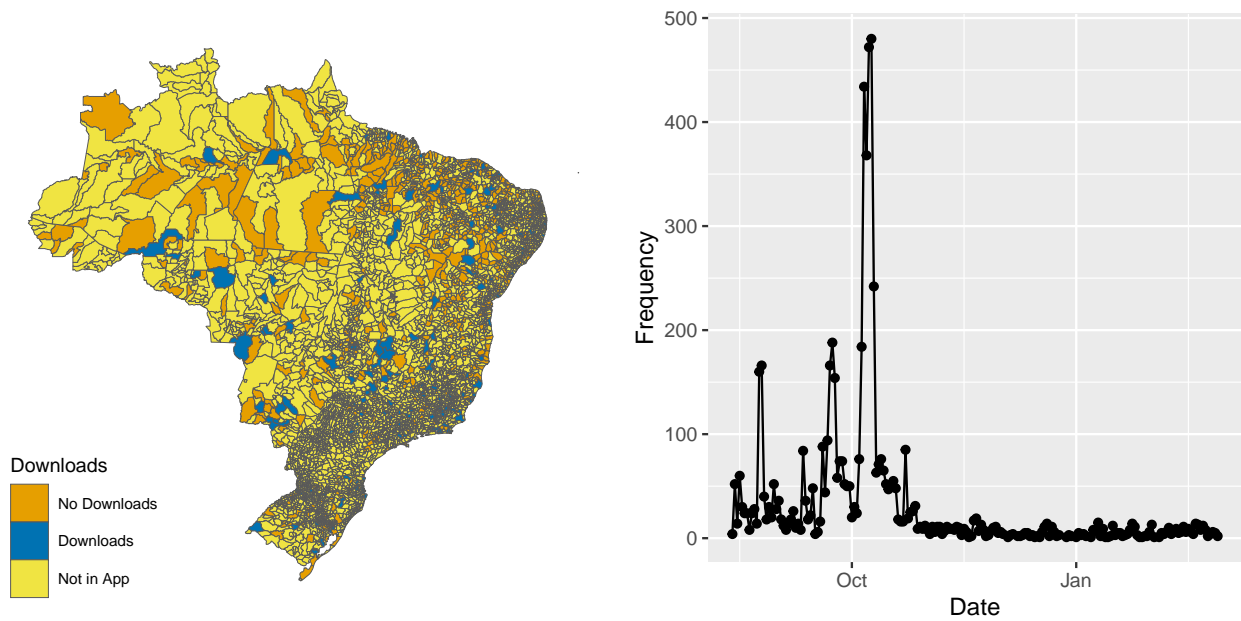 Downloads
No Downloads
Downloads
Not in App
500
400
300
200
100
0
Frequency
Oct
Jan
Date